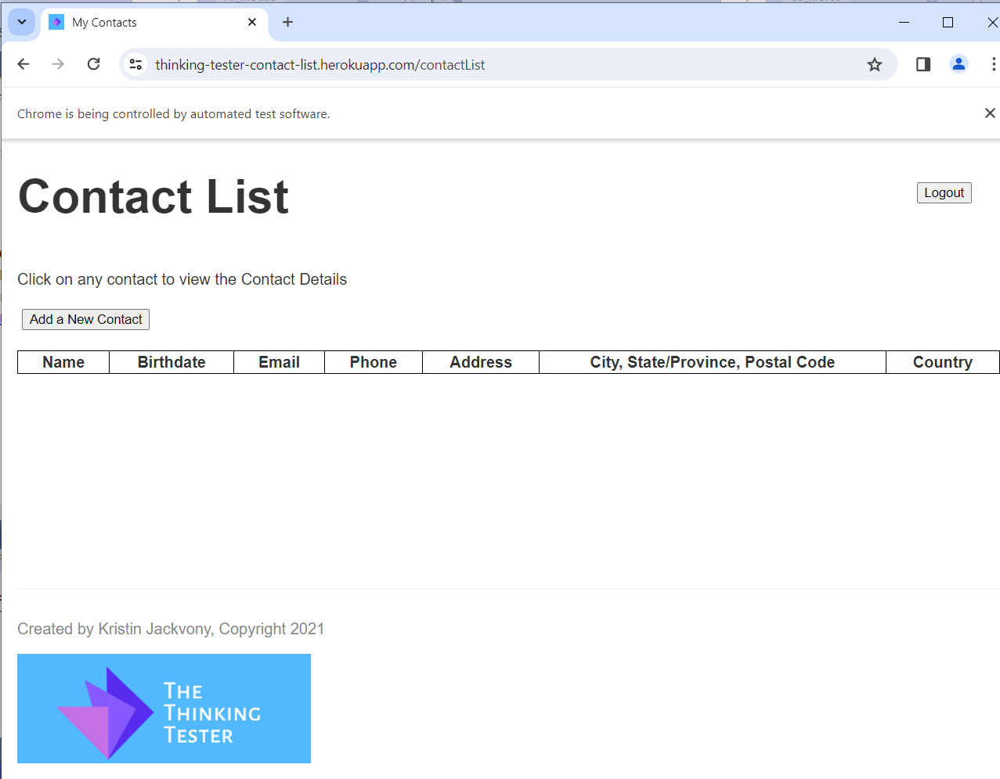 My Contacts
thinking-tester-contact-list.herokuapp.com/contactList
Chrome is being controlled by automated test software.
Contact List
Logout
Click on any contact to view the Contact Details
Add a New Contact
Name Birthdate Email Phone Address City, State/Province, Postal Code Country
Created by Kristin Jackvony, Copyright 2021
THE
THINKING
TESTER